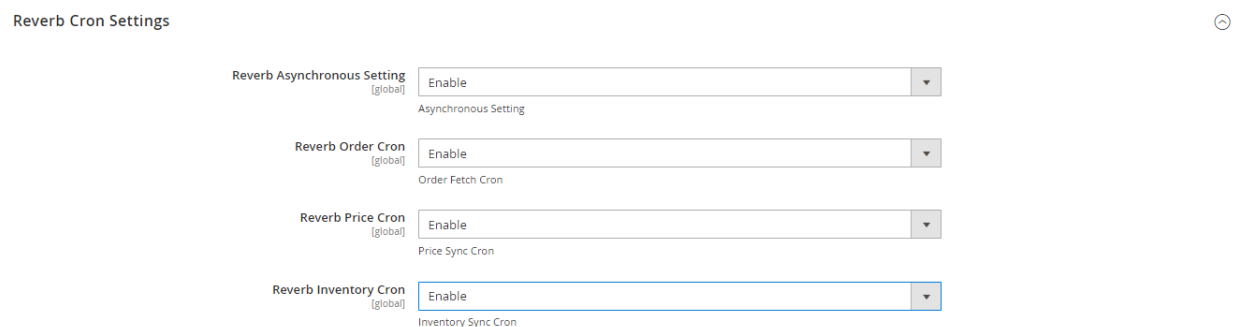 Reverb Cron Settings
Reverb Asynchronous Setting
[global]
Enable
Asynchronous Setting
Reverb Order Cron
[global]
Enable
Order Fetch Cron
Reverb Price Cron
[global]
Enable
Price Sync Cron
Reverb Inventory Cron
[global]
Enable
Inventory Sync Cron